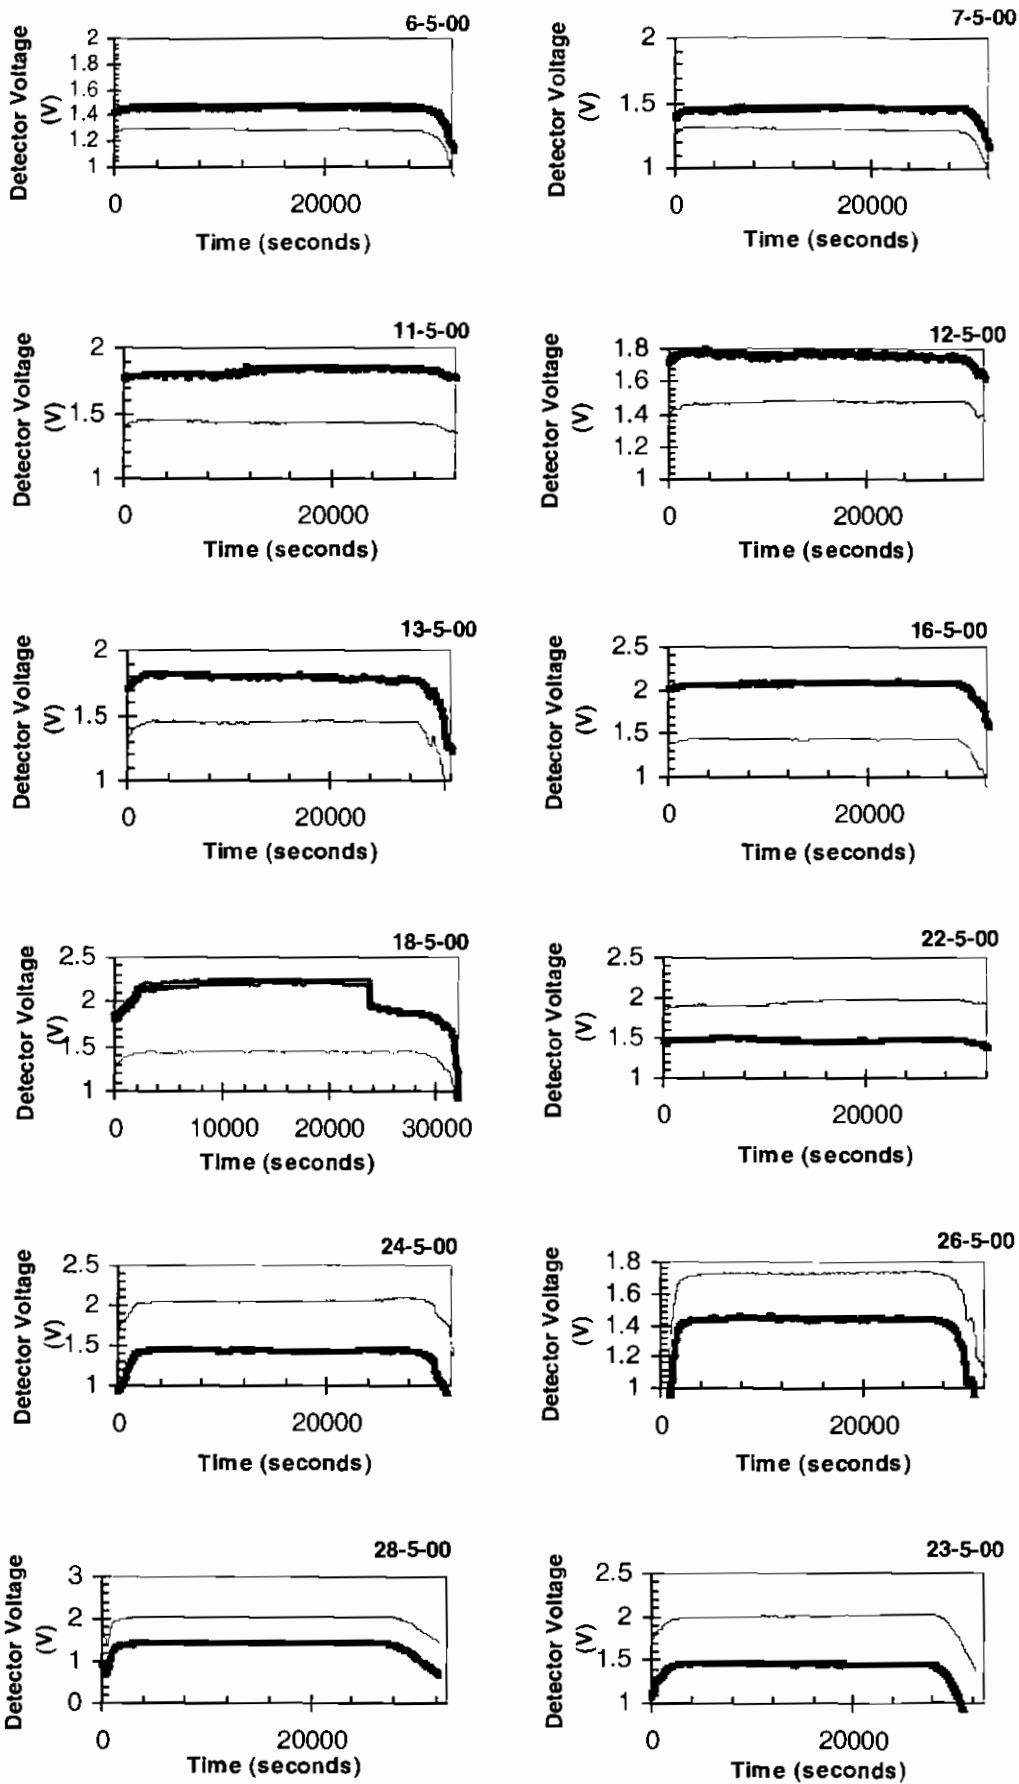 6-5-00
Detector Voltage
(V)
2
1.8
1.6
1.4
1.2
1
0
20000
Time (seconds)
7-5-00
Detector Voltage
(V)
2
1.5
1
0
20000
Time (seconds)
11-5-00
Detector Voltage
(V)
2
1.5
1
0
20000
Time (seconds)
12-5-00
Detector Voltage
(V)
1.8
1.6
1.4
1.2
1
0
20000
Time (seconds)
13-5-00
Detector Voltage
(V)
2
1.5
1
0
20000
Time (seconds)
16-5-00
Detector Voltage
(V)
2.5
2
1.5
1
0
20000
Time (seconds)
18-5-00
Detector Voltage
(V)
2.5
2
1.5
1
0 10000 20000 30000
Time (seconds)
22-5-00
Detector Voltage
(V)
2.5
2
1.5
1
0
20000
Time (seconds)
24-5-00
Detector Voltage
(V)
2.5
2
1.5
1
0
20000
Time (seconds)
26-5-00
Detector Voltage
(V)
1.8
1.6
1.4
1.2
1
0
20000
Time (seconds)
28-5-00
Detector Voltage
(V)
3
2
1
0
0
20000
Time (seconds)
23-5-00
Detector Voltage
(V)
2.5
2
1.5
1
0
20000
Time (seconds)